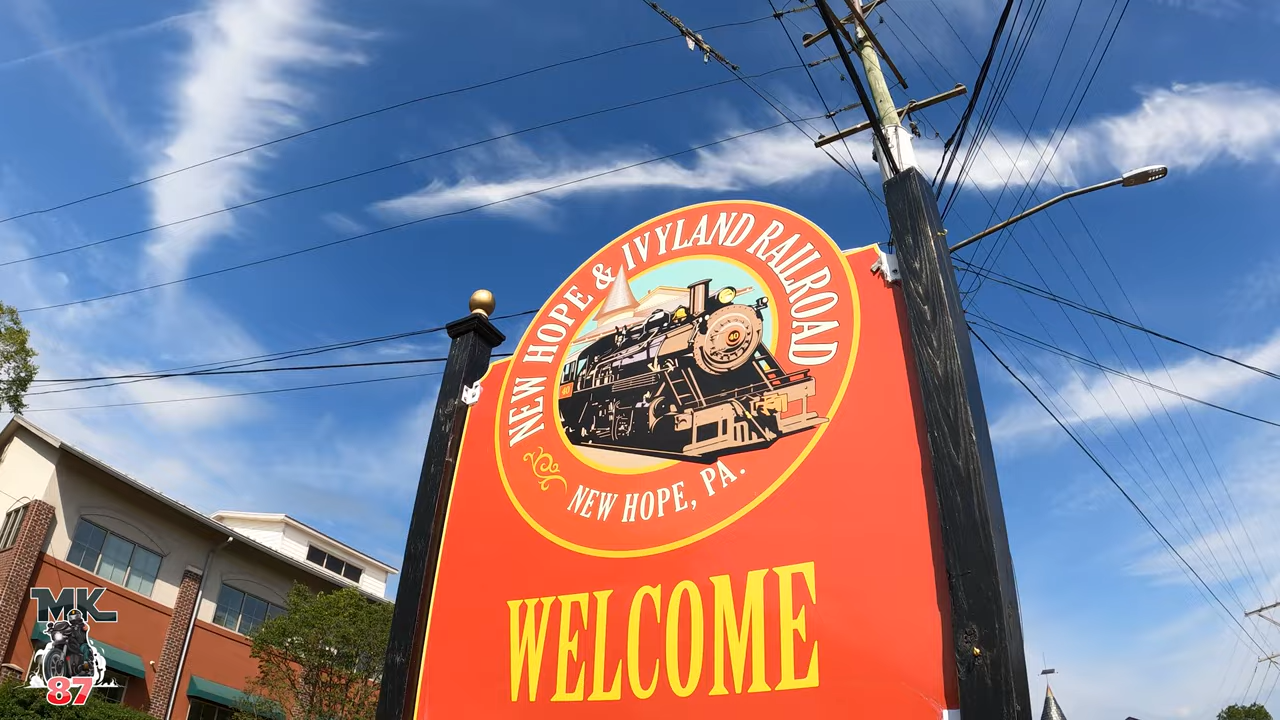 NEW HOPE & IVYLAND RAILROAD
40
NEW HOPE, PA.
WELCOME
MK
87